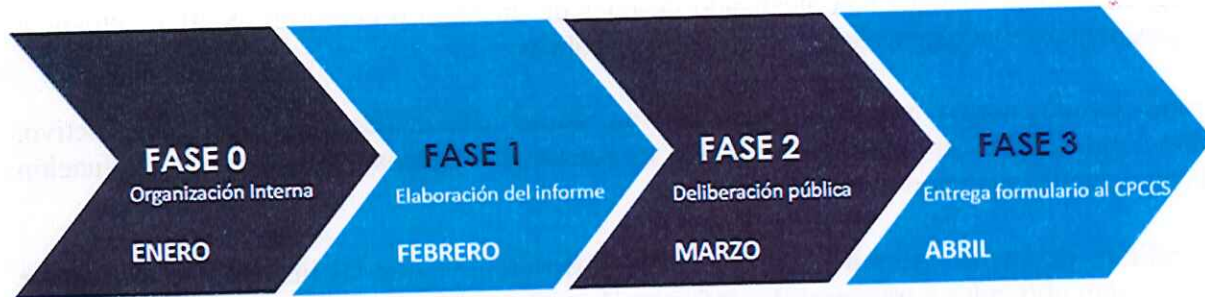 FASE 0
Organización Interna
ENERO
FASE 1
Elaboración del informe
FEBRERO
FASE 2
Deliberación pública
MARZO
FASE 3
Entrega formulario al CPCCS
ABRIL